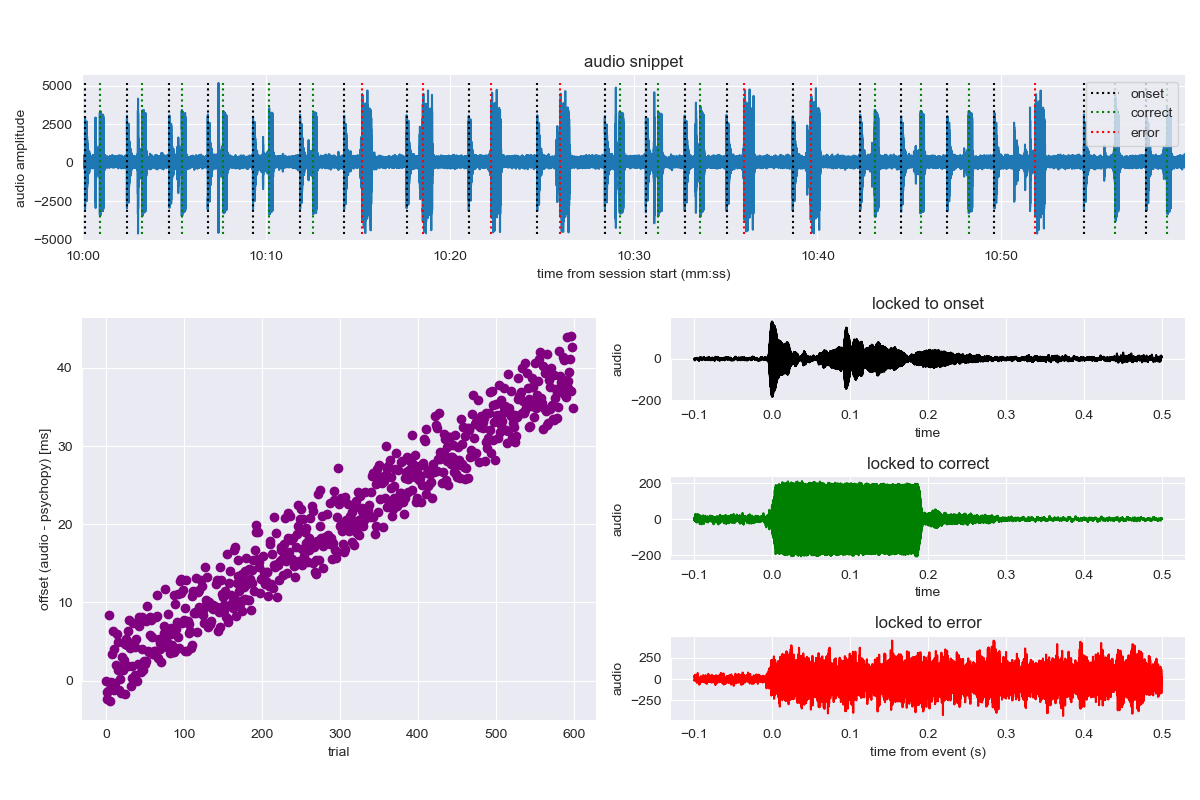 audio snippet
audio amplitude
5000
2500
0
−2500
−5000
onset
correct
error
10:00 10:10 10:20 10:30 10:40 10:50
time from session start (mm:ss)
offset (audio - psychopy) [ms]
40
30
20
10
0
0 100 200 300 400 500 600
trial
locked to onset
audio
0
−200
−0.1 0.0 0.1 0.2 0.3 0.4 0.5
time
locked to correct
audio
200
0
−200
−0.1 0.0 0.1 0.2 0.3 0.4 0.5
time
locked to error
audio
250
0
−250
−0.1 0.0 0.1 0.2 0.3 0.4 0.5
time from event (s)